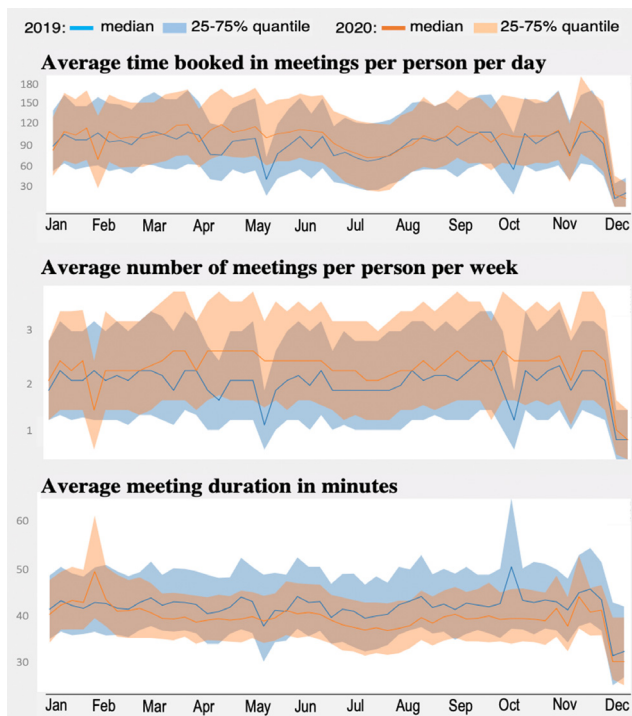 2019: median 25-75% quantile 2020: median 25-75% quantile
Average time booked in meetings per person per day
180
150
120
90
60
30
Jan Feb Mar Apr May Jun Jul Aug Sep Oct Nov Dec
Average number of meetings per person per week
3
2
1
Jan Feb Mar Apr May Jun Jul Aug Sep Oct Nov Dec
Average meeting duration in minutes
60
50
40
30
Jan Feb Mar Apr May Jun Jul Aug Sep Oct Nov Dec